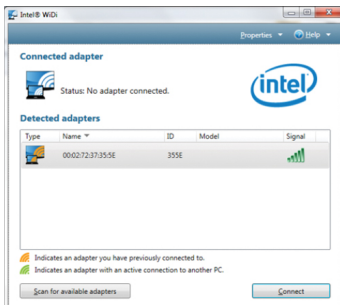 Intel® WiDi
Properties Help
Connected adapter
Status: No adapter connected.
intel
Detected adapters
Type Name ID Model Signal
00:02:72:37:35:5E 355E
Indicates an adapter you have previously connected to.
Indicates an adapter with an active connection to another PC.
Scan for available adapters Connect